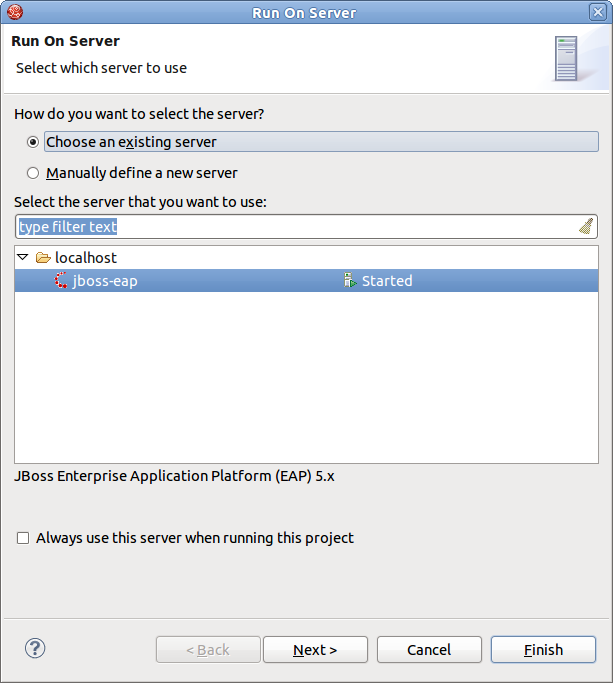 Run On Server
Run On Server
Select which server to use
How do you want to select the server?
Choose an existing server
Manually define a new server
Select the server that you want to use:
type filter text
localhost
jboss-eap Started
JBoss Enterprise Application Platform (EAP) 5.x
Always use this server when running this project
? < Back Next > Cancel Finish